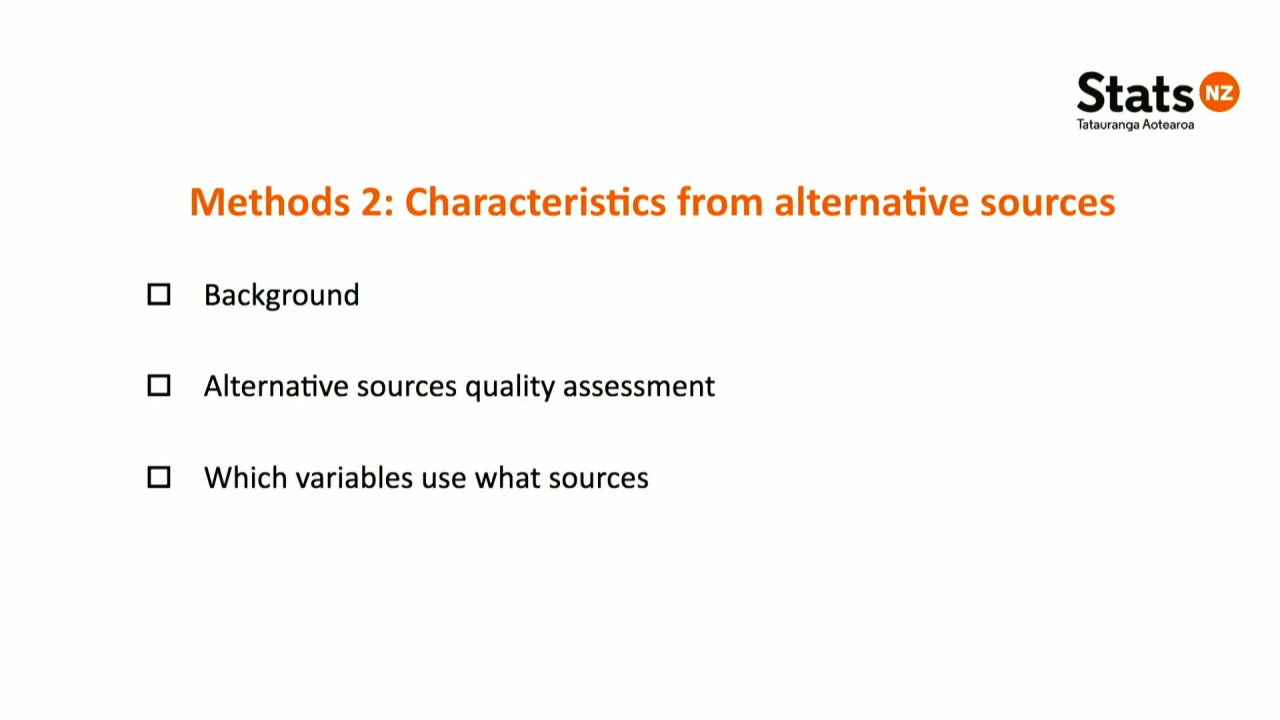 Stats NZ
Tatauranga Aotearoa
Methods 2: Characteristics from alternative sources
Background
Alternative sources quality assessment
Which variables use what sources